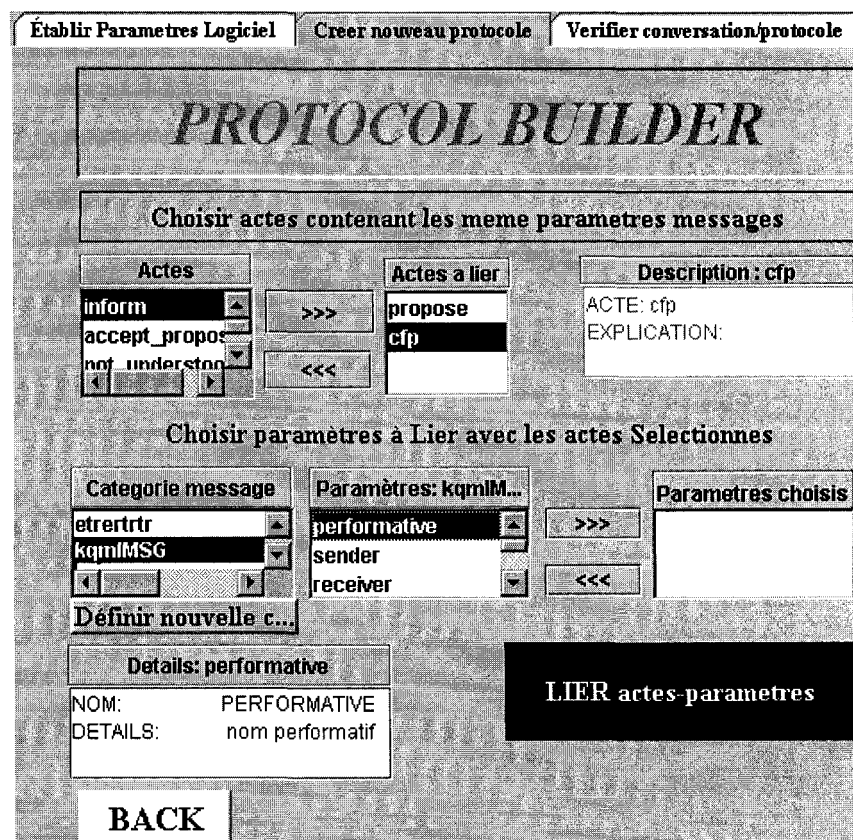 Établir Parametres Logiciel Creer nouveau protocole Verifier conversation/protocole
PROTOCOL BUILDER
Choisir actes contenant les meme parametres messages
Actes Actes a lier Description : cfp
inform >>> propose ACTE: cfp
accept_propos cfp EXPLICATION:
not_understoo <<<
Choisir paramètres à Lier avec les actes Selectionnes
Categorie message Paramètres: kqmlM... Parametres choisis
etrertrtr performative >>>
kqmlMSG sender
receiver <<<
Définir nouvelle c...
Details: performative
NOM: PERFORMATIVE LIER actes-parametres
DETAILS: nom performatif
BACK